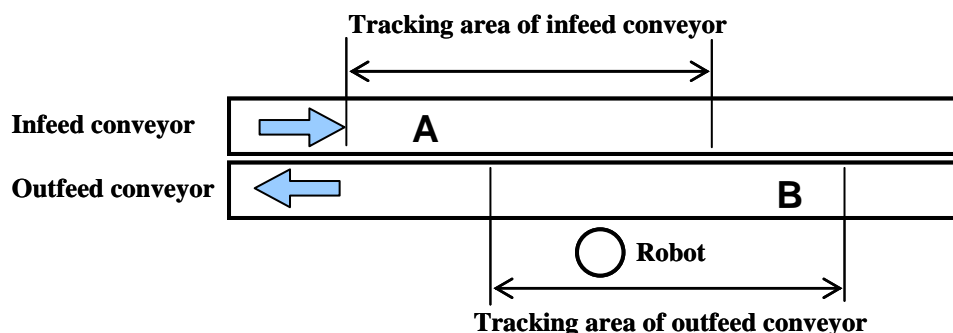 Tracking area of infeed conveyor
Infeed conveyor
A
Outfeed conveyor
B
Robot
Tracking area of outfeed conveyor